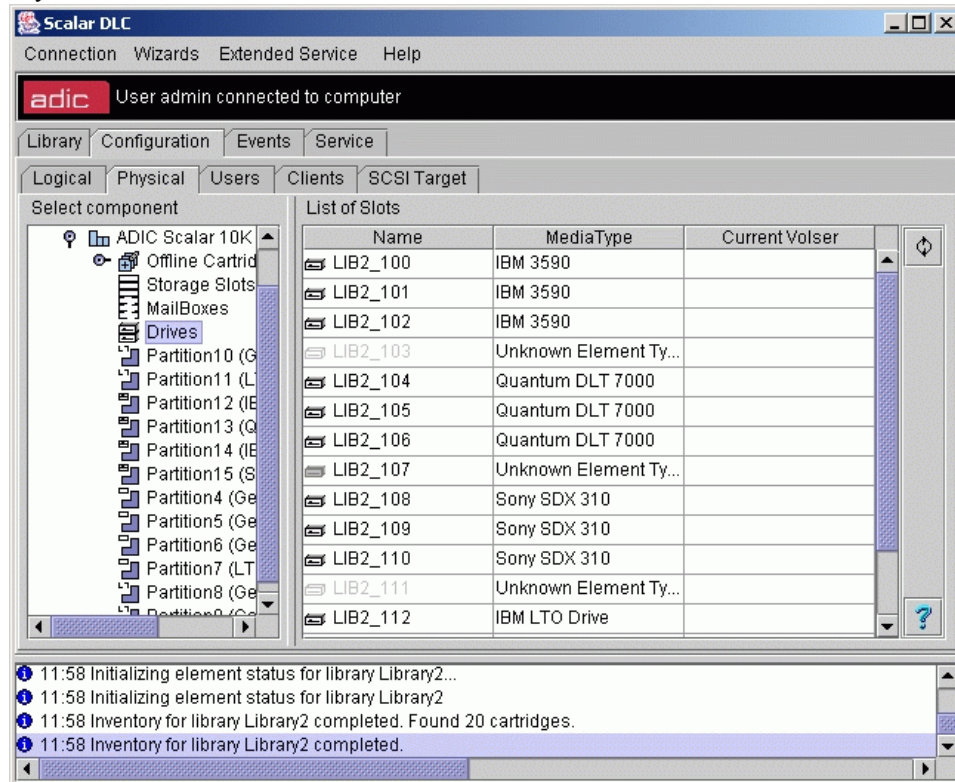 Scalar DLC
Connection Wizards Extended Service Help
adic User admin connected to computer
Library Configuration Events Service
Logical Physical Users Clients SCSI Target
Select component
ADIC Scalar 10K
Offline Cartrid
Storage Slots
MailBoxes
Drives
Partition10 (G
Partition11 (L
Partition12 (IE
Partition13 (Q
Partition14 (IE
Partition15 (S
Partition4 (Ge
Partition5 (Ge
Partition6 (Ge
Partition7 (LT
Partition8 (Ge
List of Slots
Name MediaType Current Volser
LIB2_100 IBM 3590
LIB2_101 IBM 3590
LIB2_102 IBM 3590
LIB2_103 Unknown Element Ty...
LIB2_104 Quantum DLT 7000
LIB2_105 Quantum DLT 7000
LIB2_106 Quantum DLT 7000
LIB2_107 Unknown Element Ty...
LIB2_108 Sony SDX 310
LIB2_109 Sony SDX 310
LIB2_110 Sony SDX 310
LIB2_111 Unknown Element Ty...
LIB2_112 IBM LTO Drive
11:58 Initializing element status for library Library2...
11:58 Initializing element status for library Library2
11:58 Inventory for library Library2 completed. Found 20 cartridges.
11:58 Inventory for library Library2 completed.